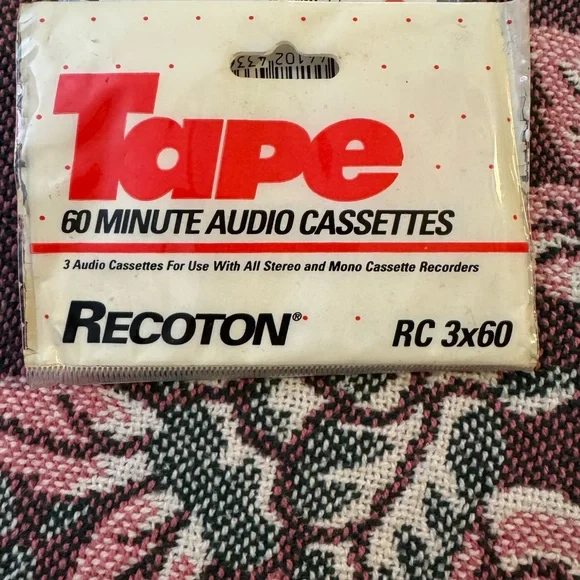 Tape
60 MINUTE AUDIO CASSETTES
3 Audio Cassettes For Use With All Stereo and Mono Cassette Recorders
RECOTON®
RC 3x60